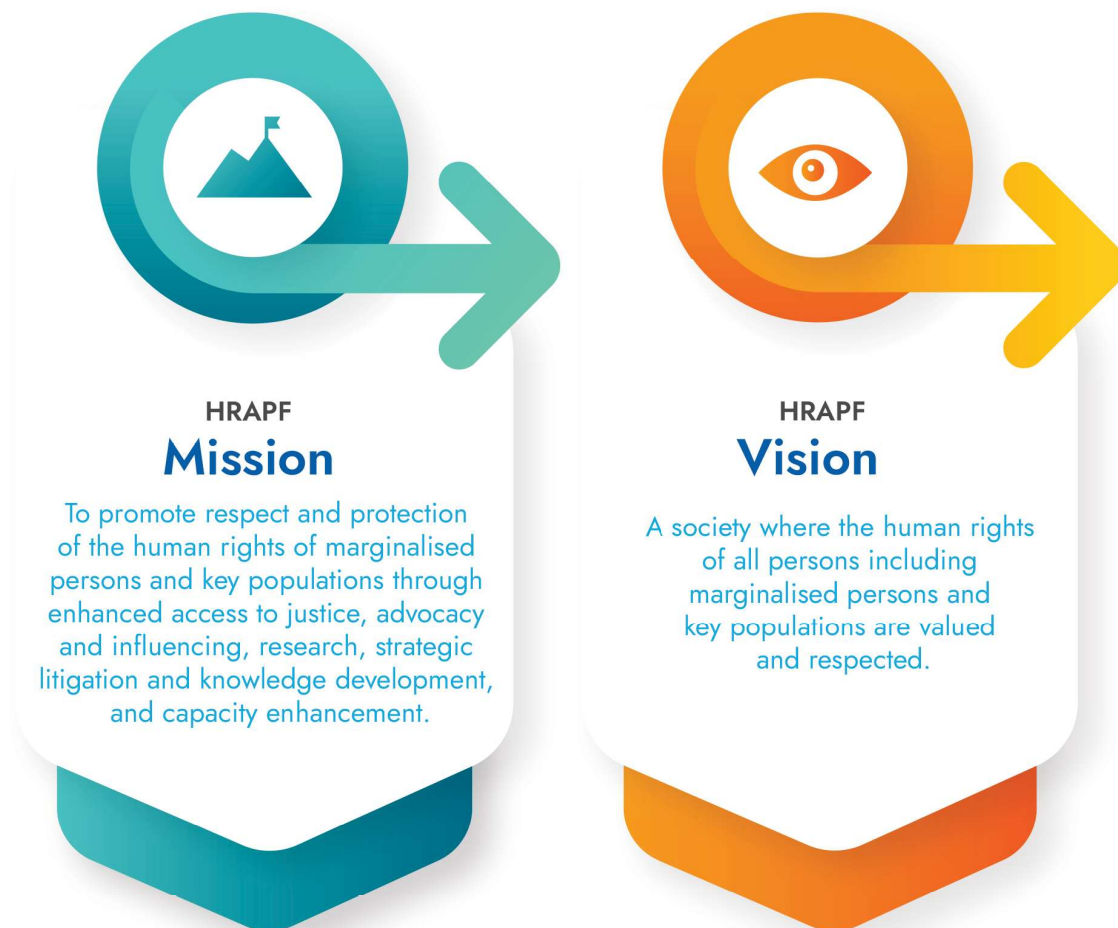 HRAPF
Mission
To promote respect and protection
of the human rights of marginalised
persons and key populations through
enhanced access to justice, advocacy
and influencing, research, strategic
litigation and knowledge development,
and capacity enhancement.
HRAPF
Vision
A society where the human rights
of all persons including
marginalised persons and
key populations are valued
and respected.